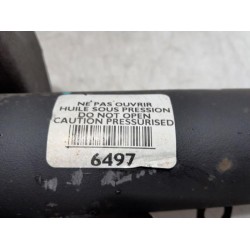 NE PAS OUVRIR
HUILE SOUS PRESSION
DO NOT OPEN
CAUTION PRESSURISED
6497